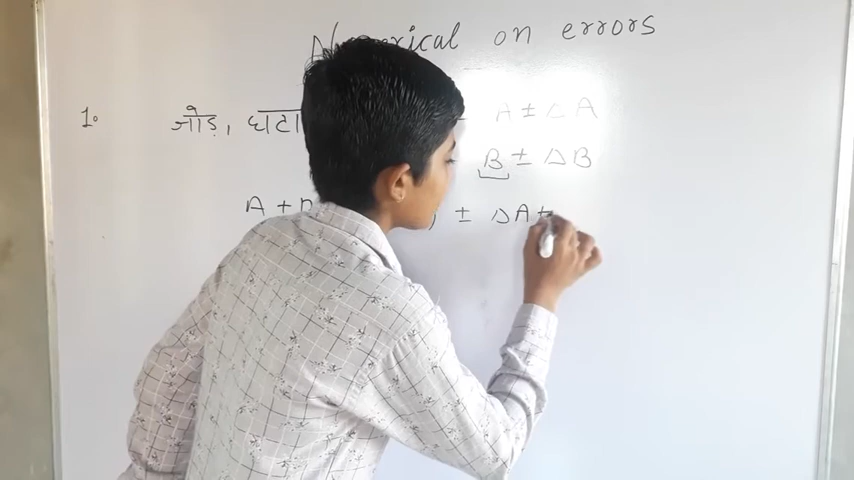 Numerical on errors
1. जोड़, घटा A ± ΔA
B ± ΔB
A + ± ΔA +